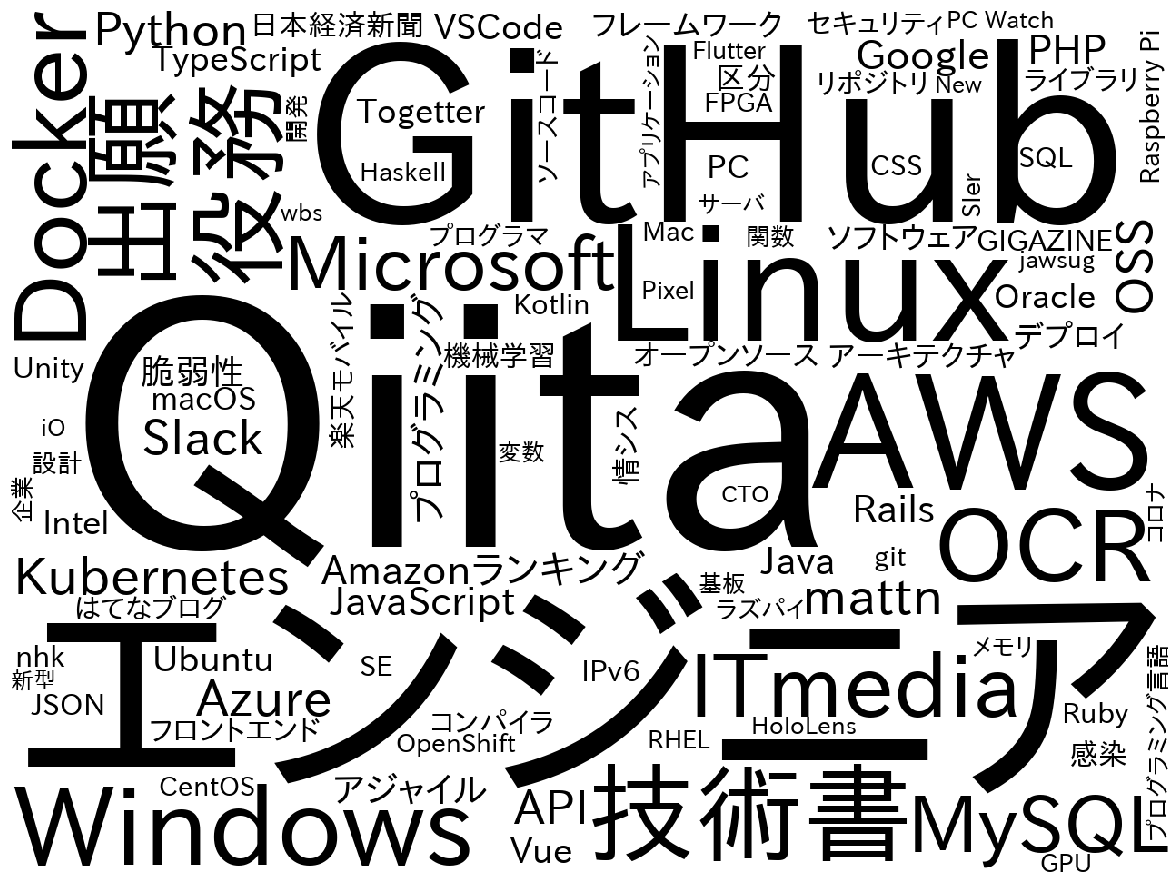 Python
日本経済新聞
VSCode
フレームワーク
セキュリティ
PC Watch
TypeScript
Docker
出願
役務
開発
GitHub
Togetter
Haskell
ソースコード
アプリケーション
Flutter
区分
FPGA
PC
サーバ
Google
PHP
リポジトリ
New
ライブラリ
Raspberry Pi
CSS
SQL
SIer
wbs
プログラマ
Mac
関数
ソフトウェア
GIGAZINE
jawsug
OSS
Microsoft
Linux
Kotlin
Pixel
Oracle
デプロイ
Unity
脆弱性
macOS
Slack
Qiita
楽天モバイル
プログラミング
機械学習
オープンソース
アーキテクチャ
iO
設計
企業
Intel
変数
情シス
CTO
AWS
Rails
OCR
コロナ
Kubernetes
Amazonランキング
Java
git
はてなブログ
JavaScript
基板
ラズパイ
mattn
エンジニア
nhk
新型
JSON
Ubuntu
Azure
フロントエンド
SE
コンパイラ
OpenShift
IPv6
ITmedia
RHEL
HoloLens
メモリ
Ruby
感染
プログラミング言語
CentOS
Windows
アジャイル
API
Vue
技術書
MySQL
GPU